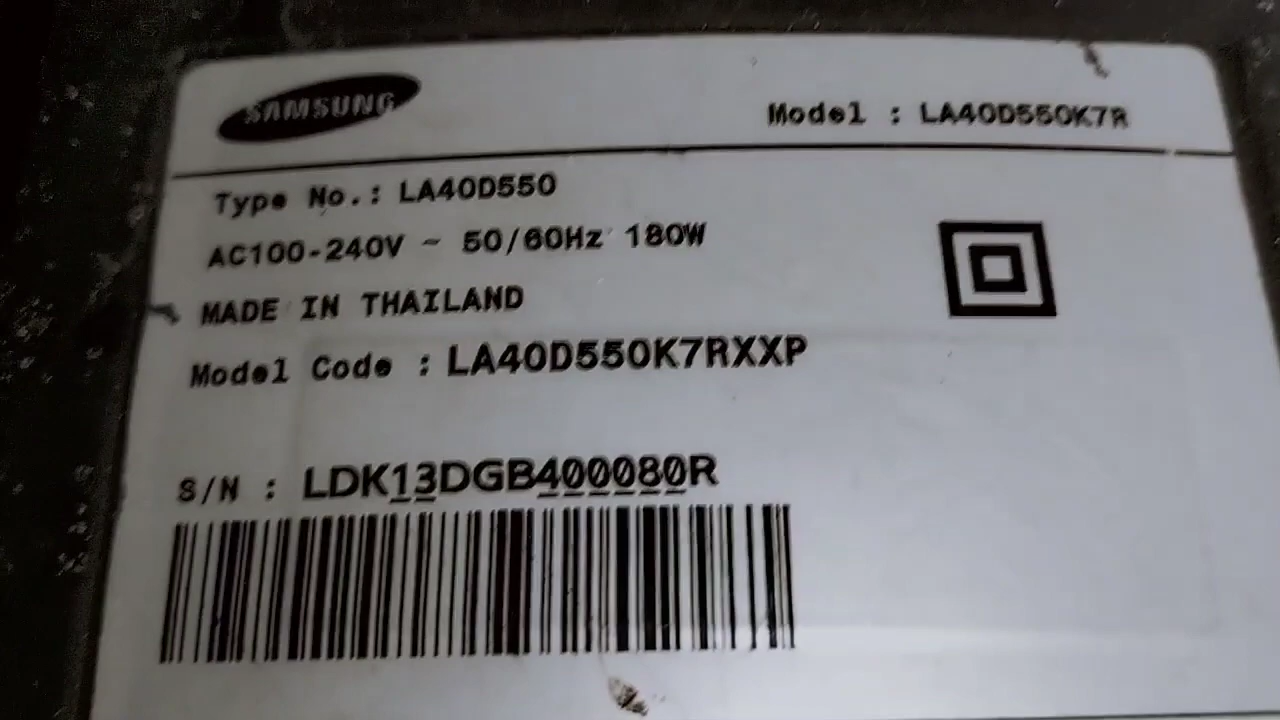 SAMSUNG
Model : LA40D550K7R
Type No.: LA40D550
AC100-240V ~ 50/60Hz 180W
MADE IN THAILAND
Model Code : LA40D550K7RXXP
S/N : LDK13DGB400080R